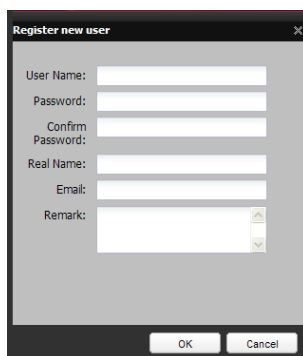 Register new user
User Name:
Password:
Confirm
Password:
Real Name:
Email:
Remark:
OK Cancel